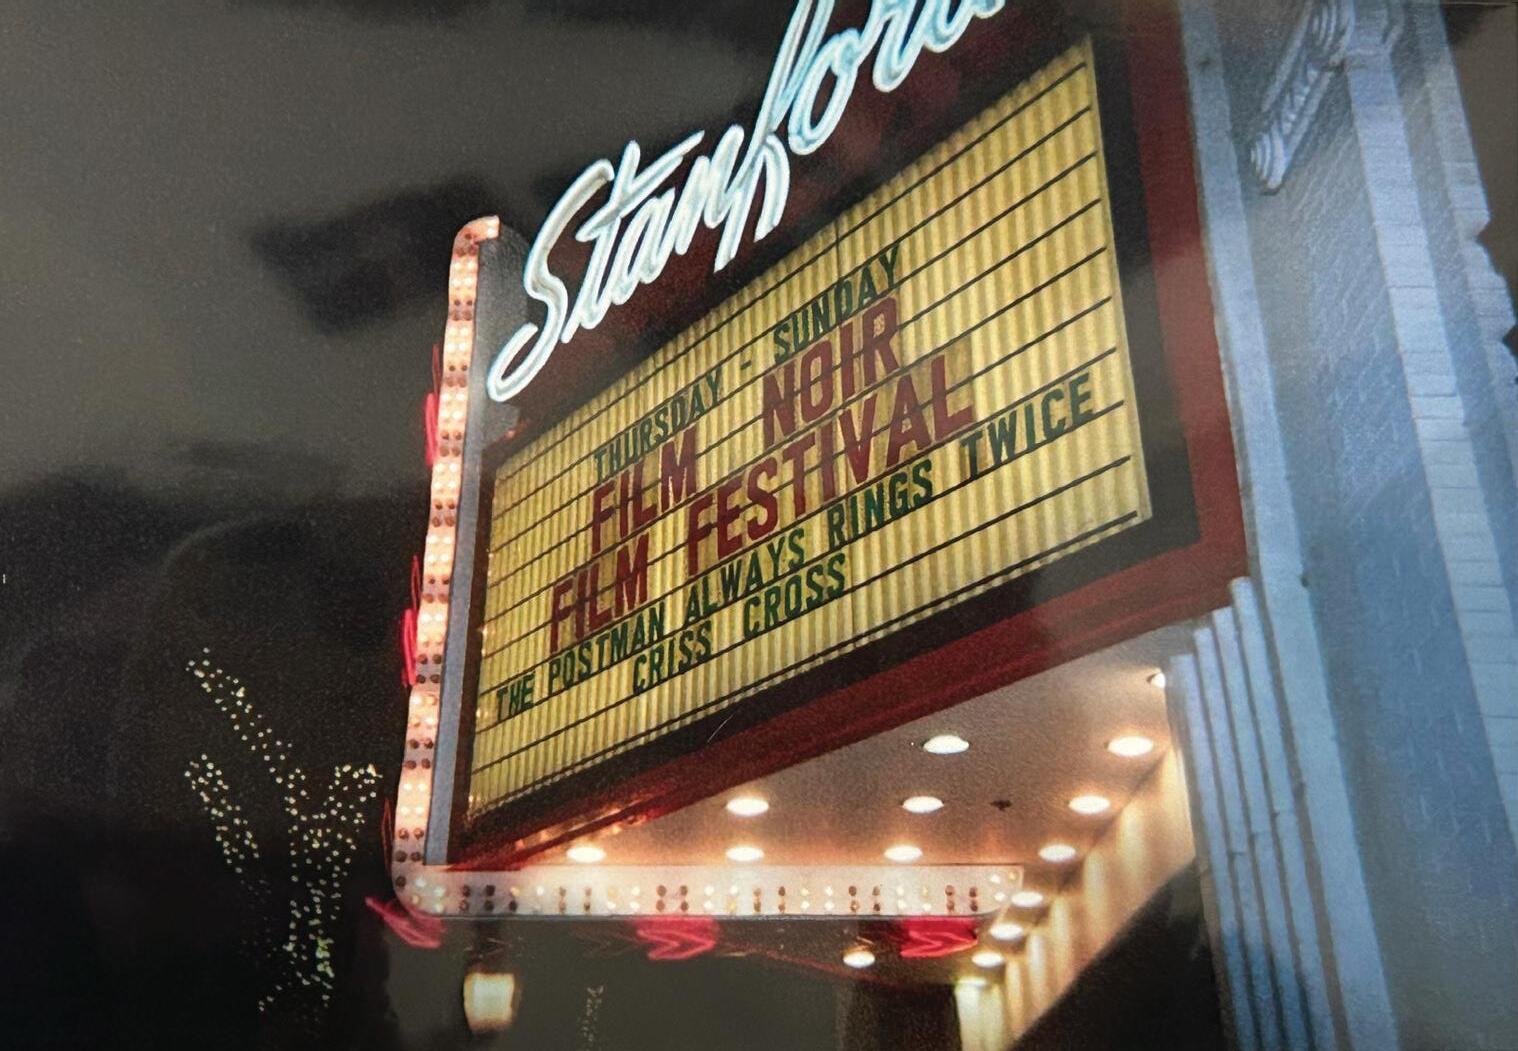 Stanford
THURSDAY - SUNDAY
FILM NOIR
FILM FESTIVAL
THE POSTMAN ALWAYS RINGS TWICE
CRISS CROSS